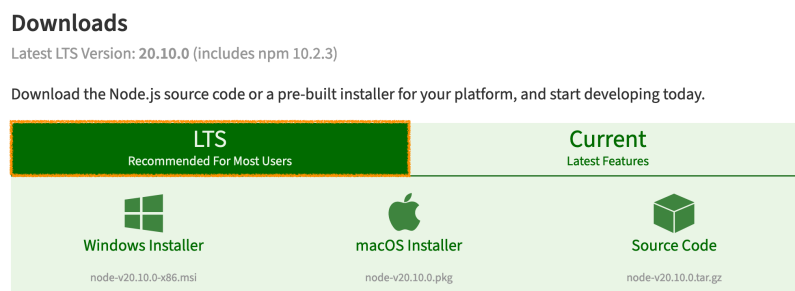 Downloads
Latest LTS Version: 20.10.0 (includes npm 10.2.3)
Download the Node.js source code or a pre-built installer for your platform, and start developing today.
LTS
Recommended For Most Users
Current
Latest Features
Windows Installer
node-v20.10.0-x86.msi
macOS Installer
node-v20.10.0.pkg
Source Code
node-v20.10.0.tar.gz